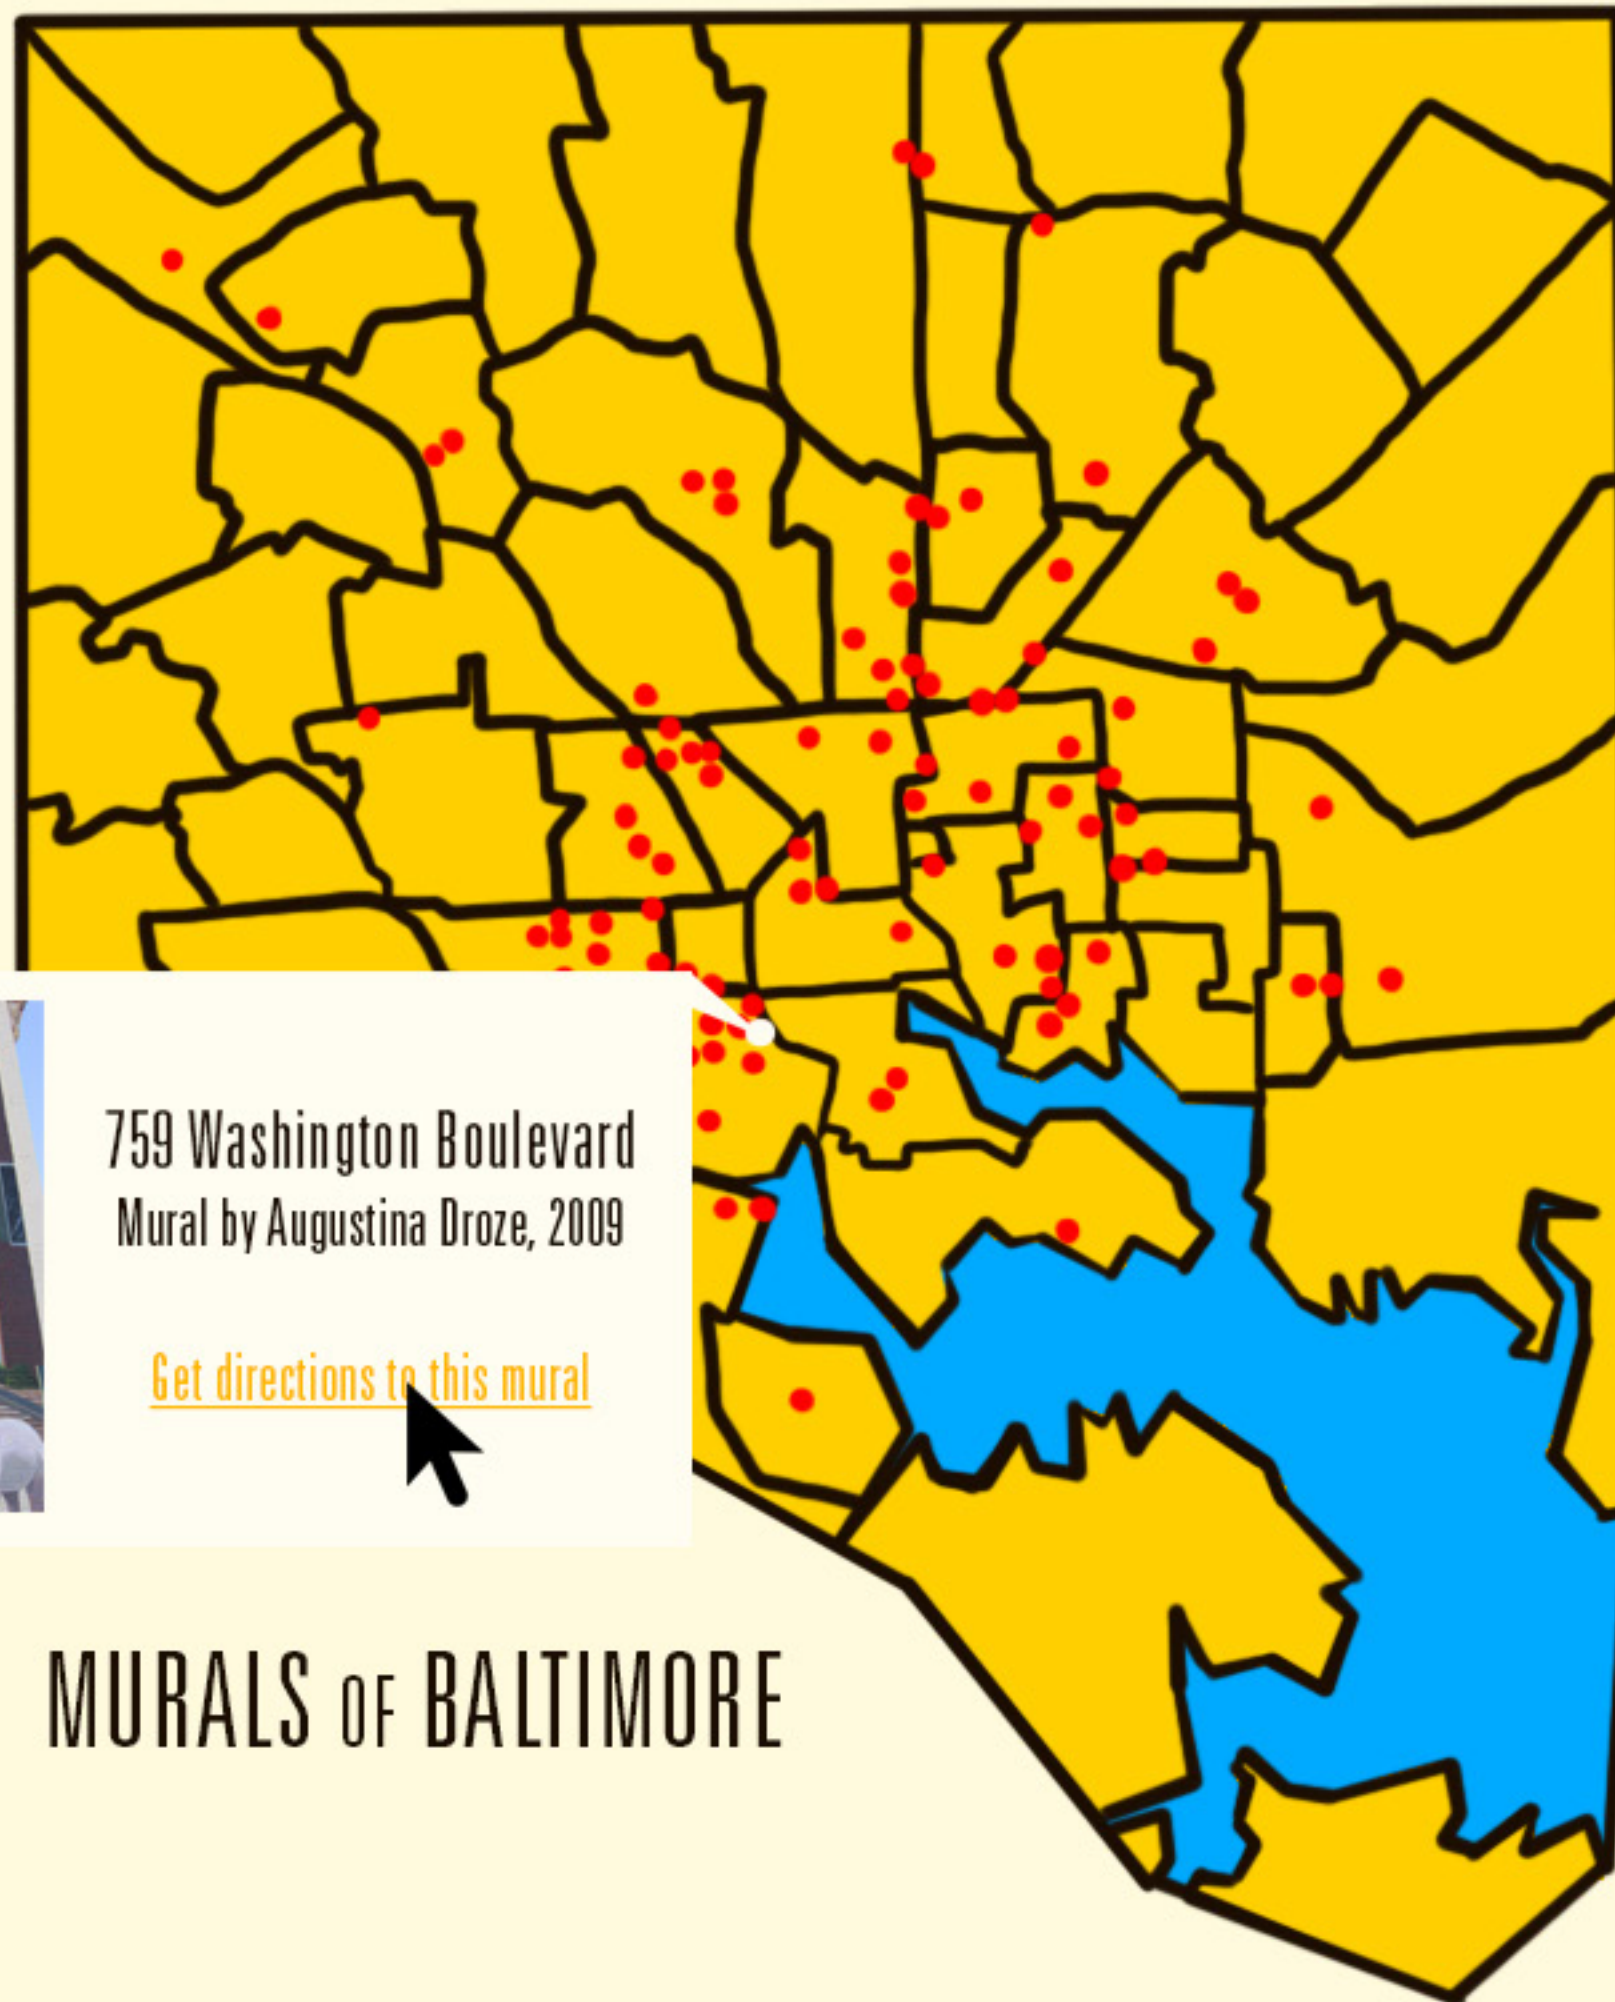 759 Washington Boulevard
Mural by Augustina Droze, 2009
Get directions to this mural
MURALS OF BALTIMORE